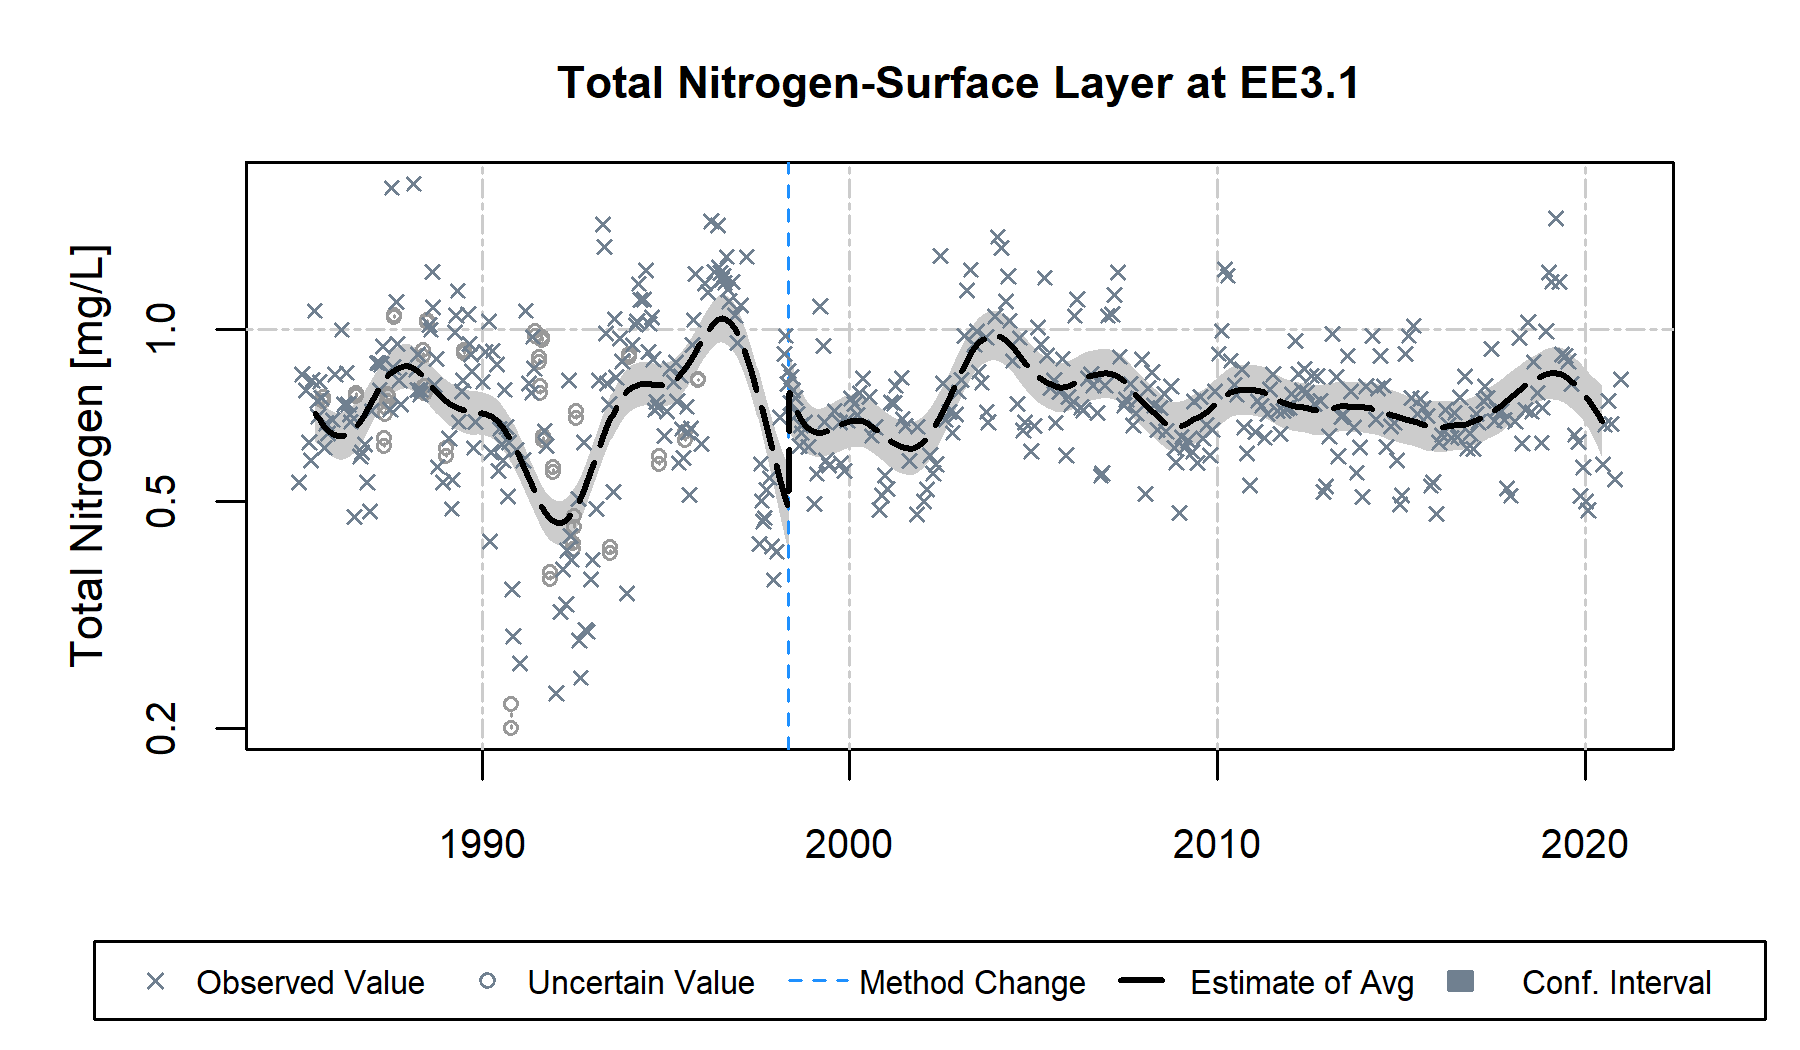 Total Nitrogen-Surface Layer at EE3.1
Total Nitrogen [mg/L]
1.0
0.5
0.2
1990 2000 2010 2020
Observed Value Uncertain Value Method Change Estimate of Avg Conf. Interval